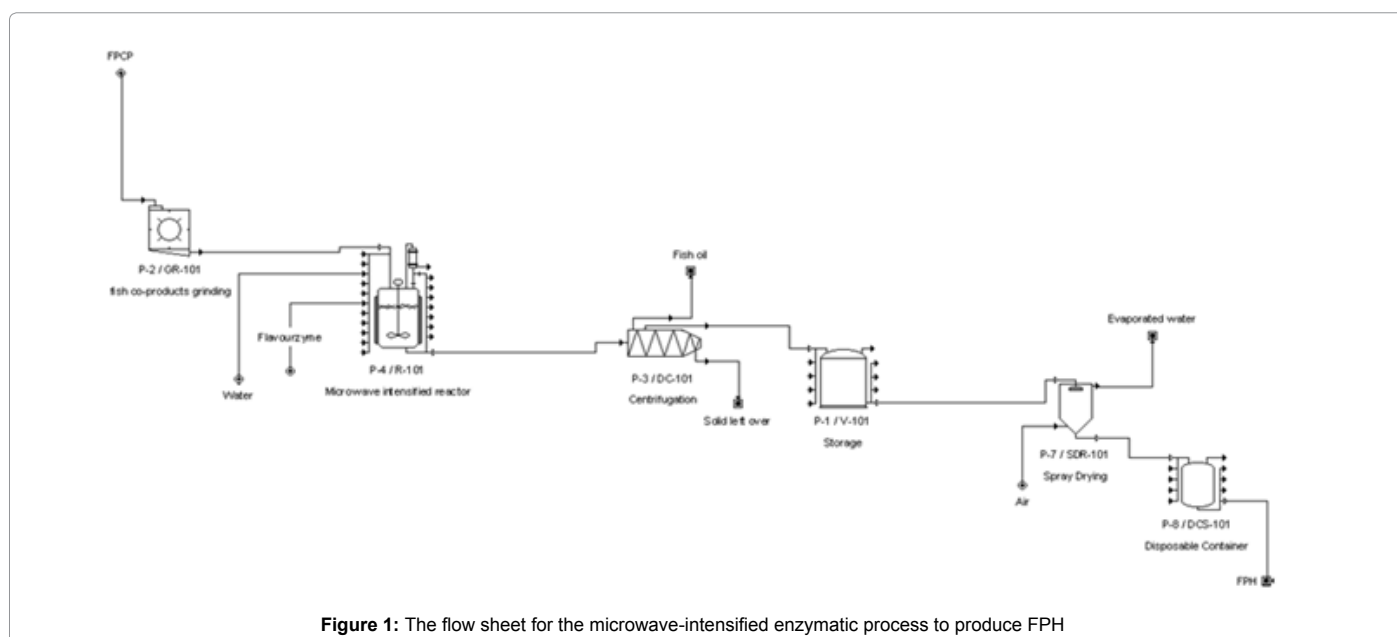 FPCP
P-2 / GR-101
fish co-products grinding
Flavourzyme
Water
P-4 / R-101
Microwave intensified reactor
Fish oil
P-3 / DC-101
Centrifugation
Solid left over
P-1 / V-101
Storage
Evaporated water
P-7 / SDR-101
Spray Drying
Air
P-8 / DCS-101
Disposable Container
FPH
Figure 1: The flow sheet for the microwave-intensified enzymatic process to produce FPH